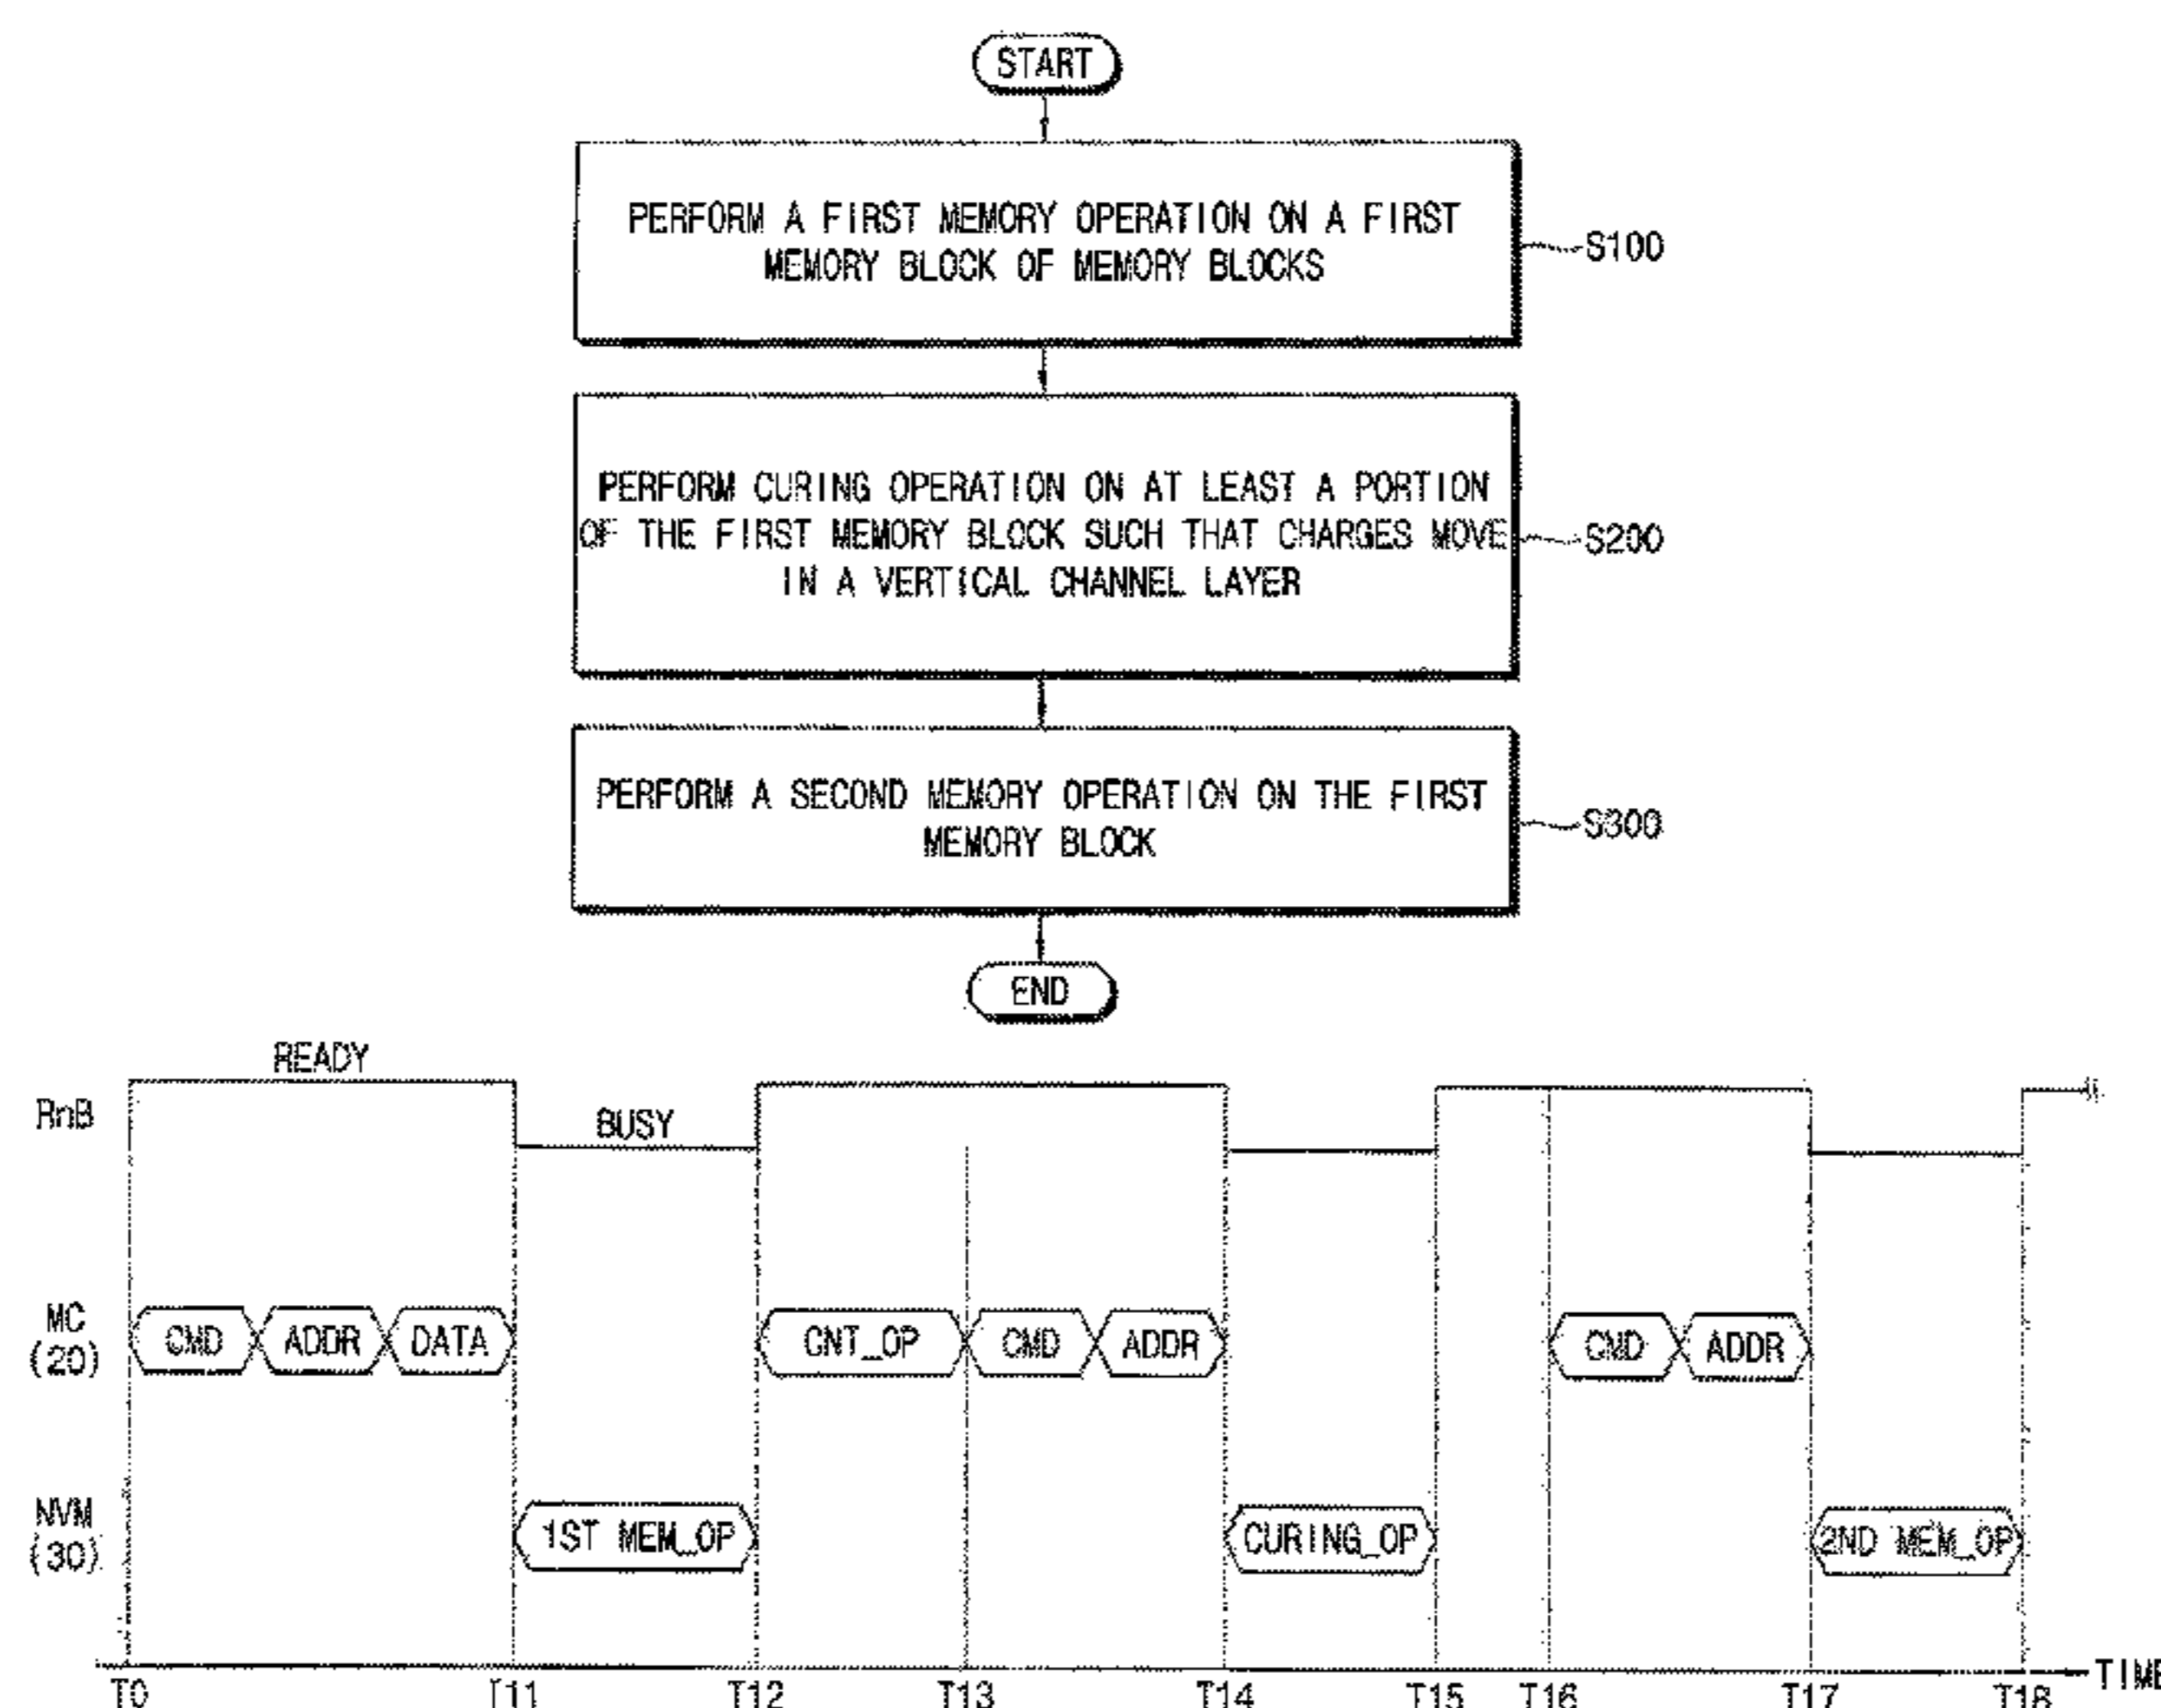 START
PERFORM A FIRST MEMORY OPERATION ON A FIRST
MEMORY BLOCK OF MEMORY BLOCKS
S100
PERFORM CURING OPERATION ON AT LEAST A PORTION
OF THE FIRST MEMORY BLOCK SUCH THAT CHARGES MOVE
IN A VERTICAL CHANNEL LAYER
S200
PERFORM A SECOND MEMORY OPERATION ON THE FIRST
MEMORY BLOCK
S300
END
READY
RnB
BUSY
MC
(20)
CMD ADDR DATA CNT_OP CMD ADDR CMD ADDR
NVM
(30)
1ST MEM_OP CURING_OP 2ND MEM_OP
TIME
T0 T11 T12 T13 T14 T15 T16 T17 T18